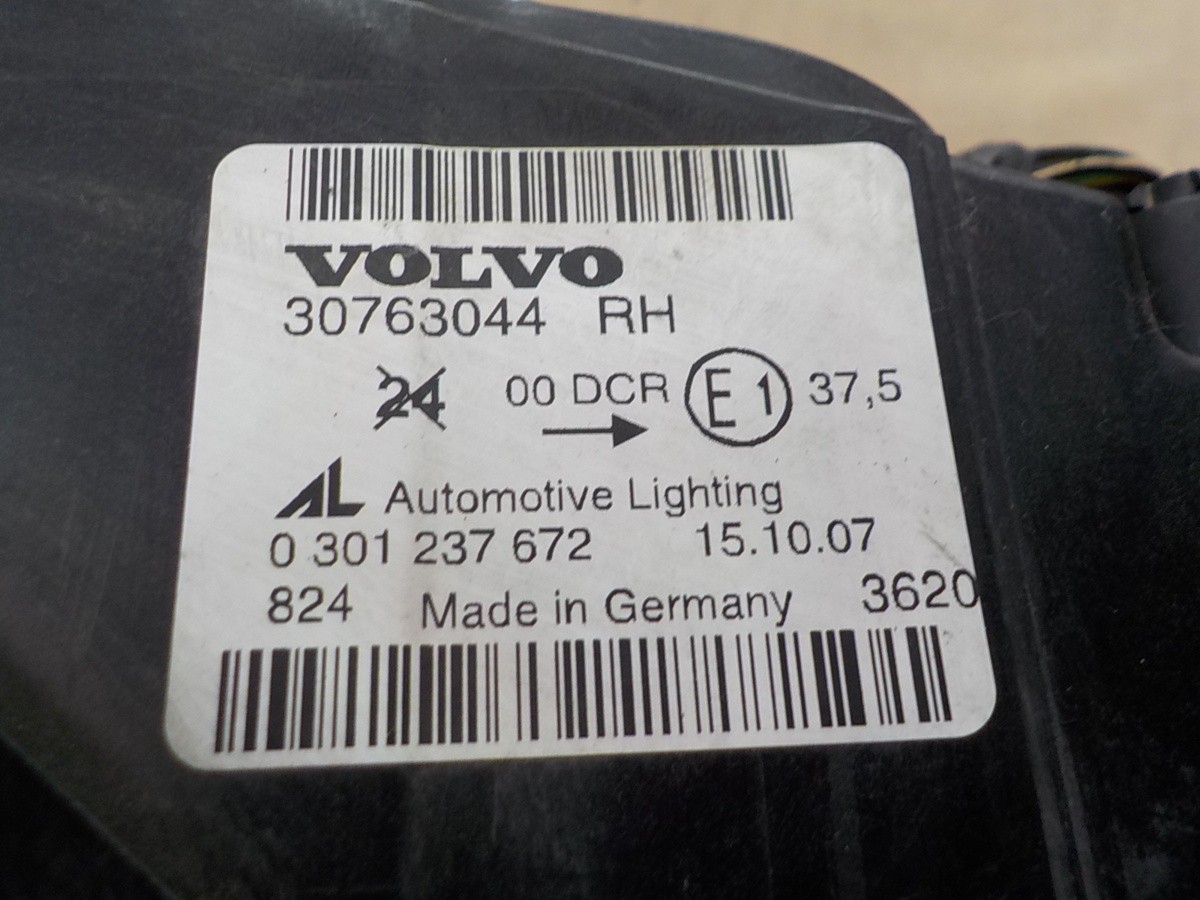 VOLVO
30763044 RH
24 00 DCR E1 37,5
AL Automotive Lighting
0 301 237 672 15.10.07
824 Made in Germany 3620